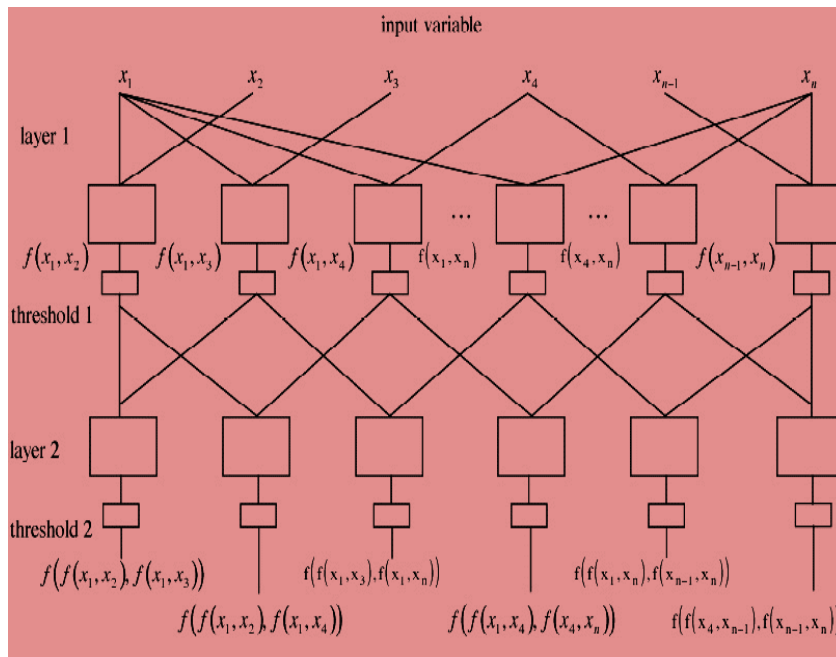 input variable
x₁ x₂ x₃ x₄ xₙ₋₁ xₙ
layer 1
... ...
f(x₁,x₂) f(x₁,x₃) f(x₁,x₄) f(x₁,xₙ) f(x₄,xₙ) f(xₙ₋₁,xₙ)
threshold 1
layer 2
threshold 2
f(f(x₁,x₂),f(x₁,x₃)) f(f(x₁,x₃),f(x₁,xₙ)) f(f(x₁,xₙ),f(xₙ₋₁,xₙ))
f(f(x₁,x₂),f(x₁,x₄)) f(f(x₁,x₄),f(x₄,xₙ)) f(f(x₄,xₙ₋₁),f(xₙ₋₁,xₙ)